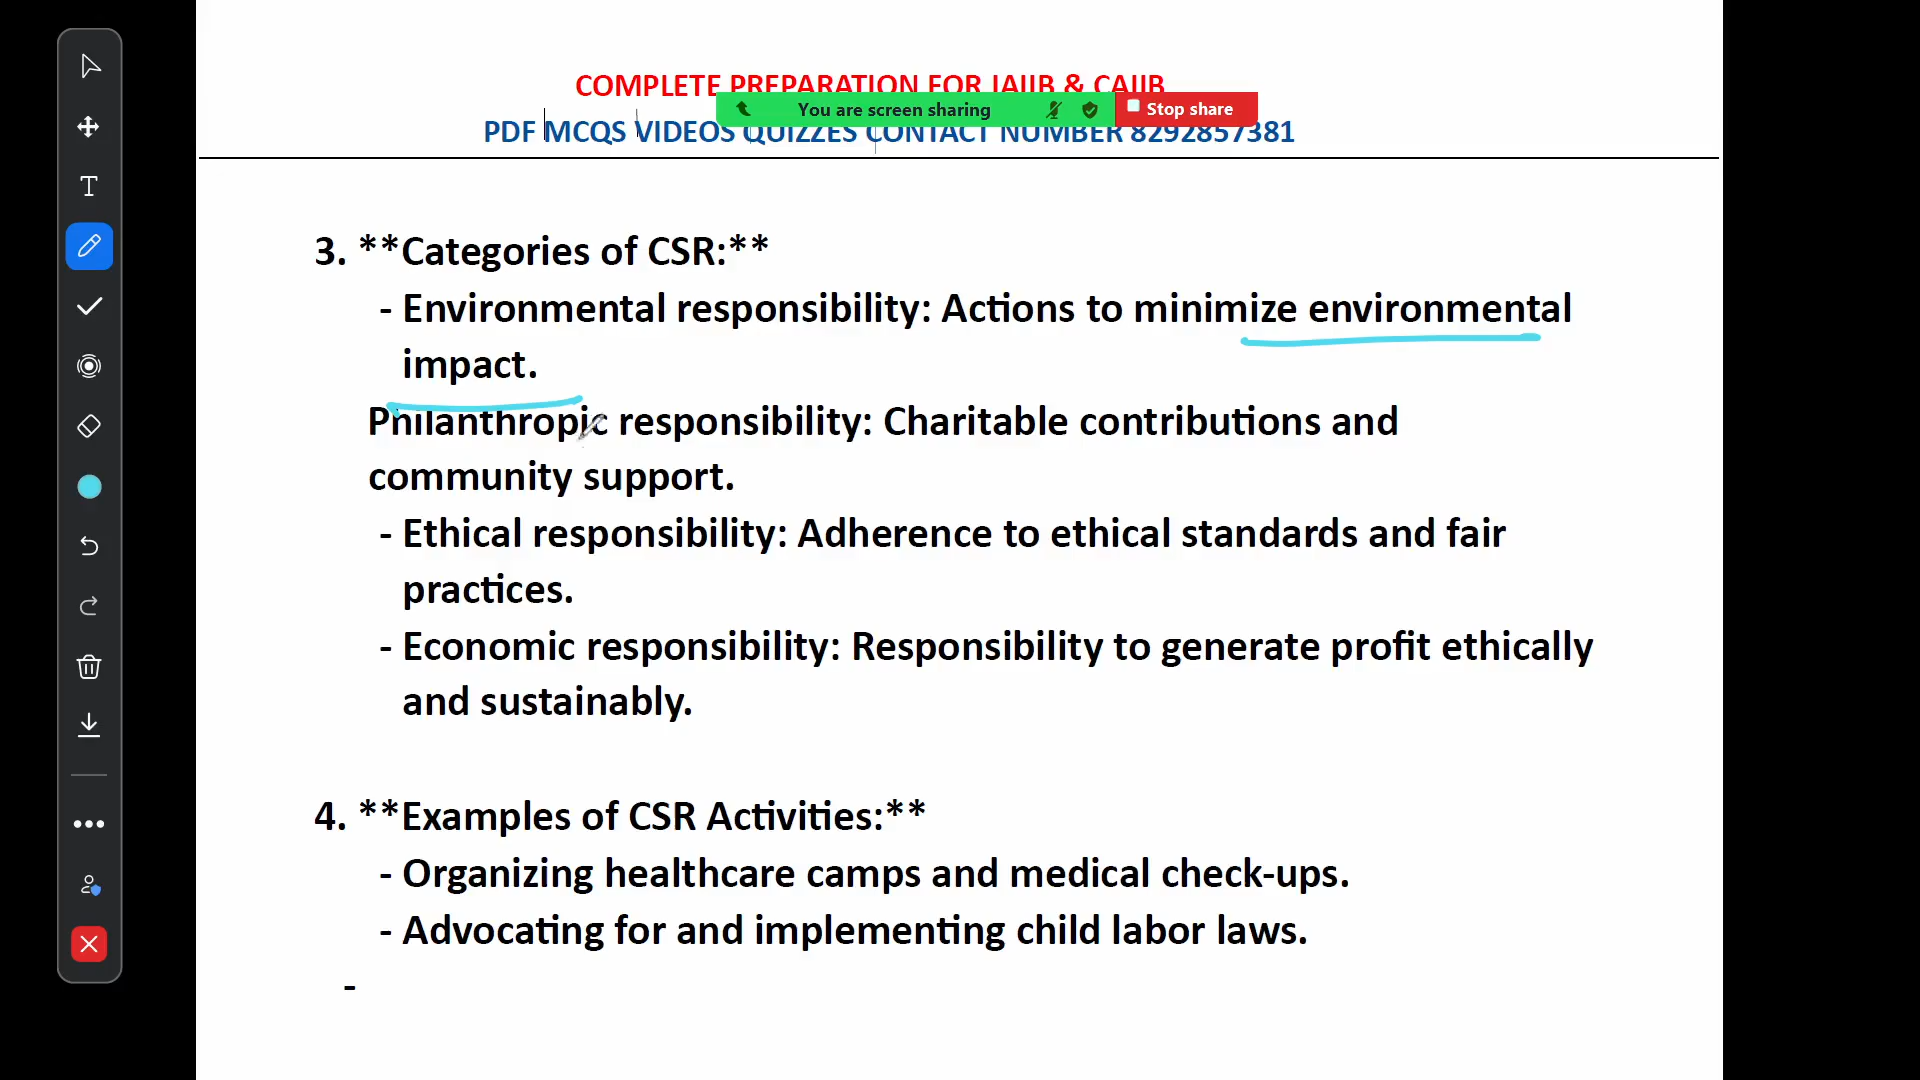 COMPLETE PREPARATION FOR JAIIB & CAIIB
You are screen sharing
Stop share
PDF MCQS VIDEOS QUIZZES CONTACT NUMBER 8292857381
3. **Categories of CSR:**
- Environmental responsibility: Actions to minimize environmental
impact.
Philanthropic responsibility: Charitable contributions and
community support.
- Ethical responsibility: Adherence to ethical standards and fair
practices.
- Economic responsibility: Responsibility to generate profit ethically
and sustainably.
4. **Examples of CSR Activities:**
- Organizing healthcare camps and medical check-ups.
- Advocating for and implementing child labor laws.
-